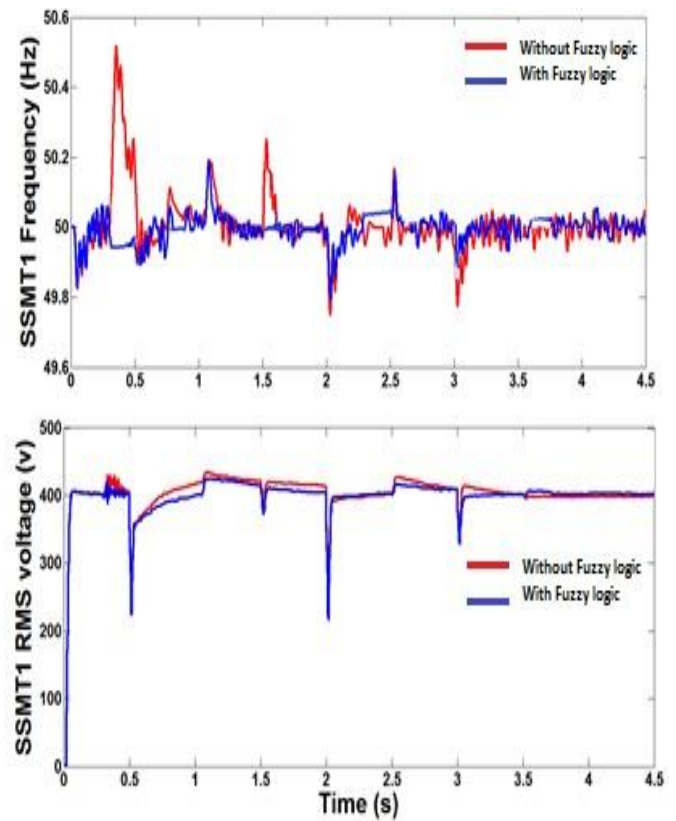 SSMT1 Frequency (Hz)
50.6
50.4
50.2
50
49.8
49.6
0 0.5 1 1.5 2 2.5 3 3.5 4 4.5
Without Fuzzy logic
With Fuzzy logic
SSMT1 RMS voltage (v)
500
400
300
200
100
0
0 0.5 1 1.5 2 2.5 3 3.5 4 4.5
Without Fuzzy logic
With Fuzzy logic
Time (s)